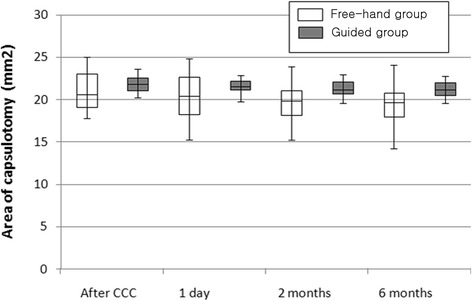 Free-hand group
Guided group
Area of capsulotomy (mm2)
30
25
20
15
10
5
0
After CCC 1 day 2 months 6 months